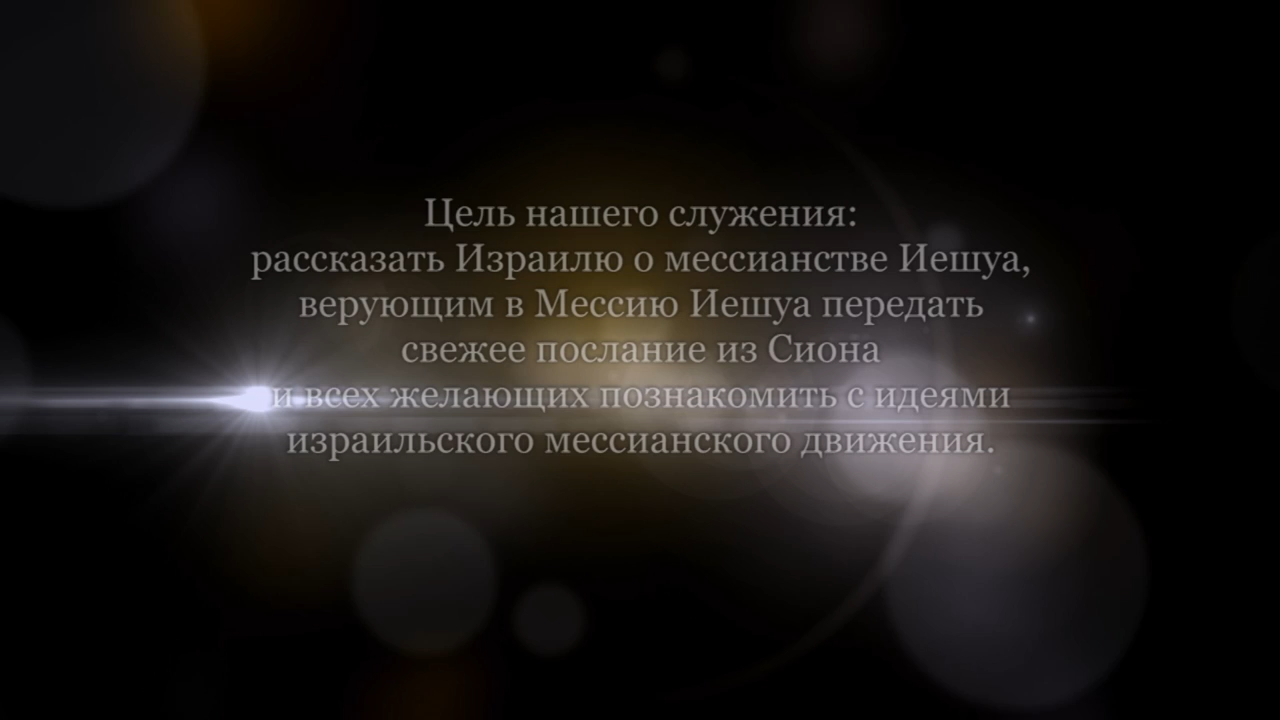 Цель нашего служения:
рассказать Израилю о мессианстве Иешуа,
верующим в Мессию Иешуа передать
свежее послание из Сиона
и всех желающих познакомить с идеями
израильского мессианского движения.